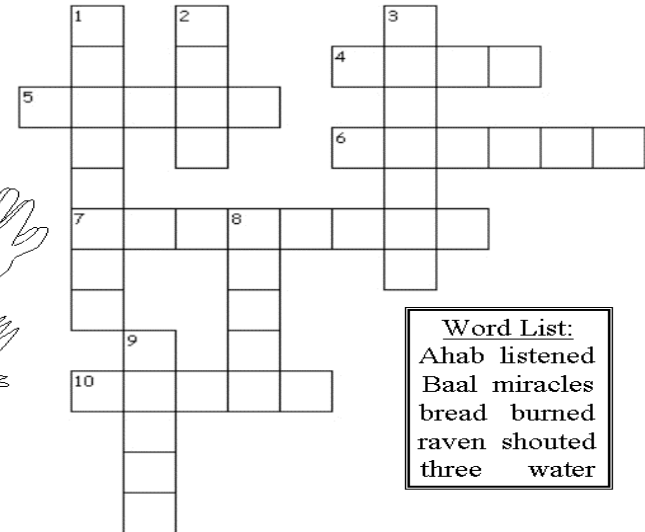 1 2 3
4
5
6
7 8
9
10
Word List:
Ahab listened
Baal miracles
bread burned
raven shouted
three water